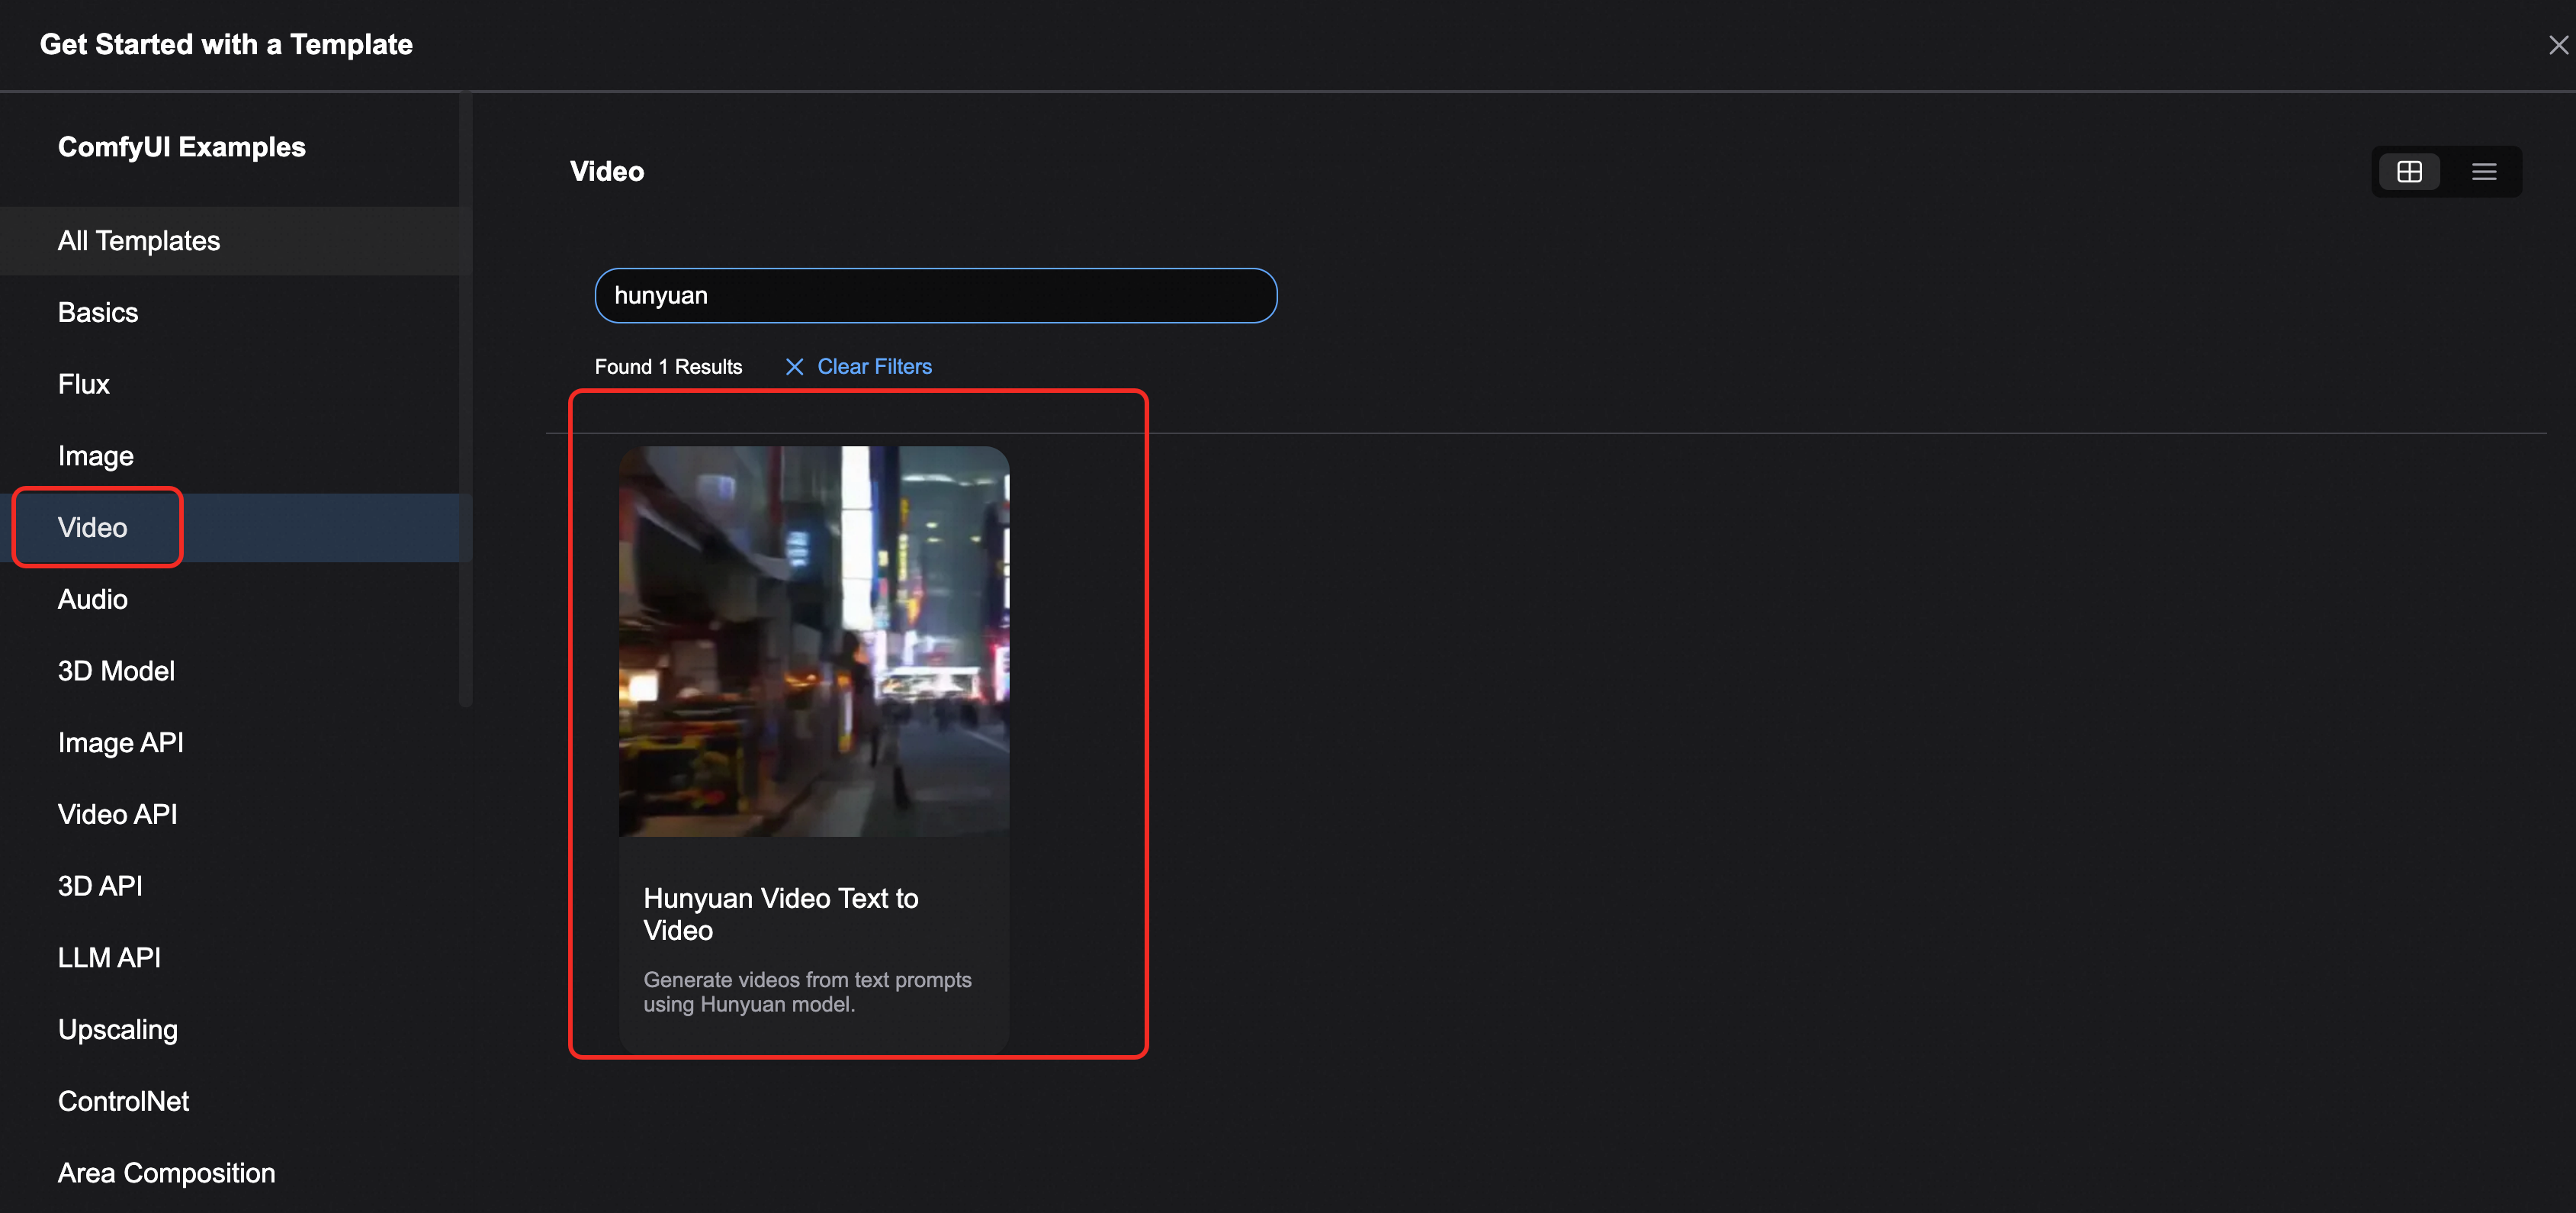 Get Started with a Template
ComfyUI Examples
All Templates
Basics
Flux
Image
Video
Audio
3D Model
Image API
Video API
3D API
LLM API
Upscaling
ControlNet
Area Composition
Video
hunyuan
Found 1 Results
Clear Filters
Hunyuan Video Text to
Video
Generate videos from text prompts
using Hunyuan model.